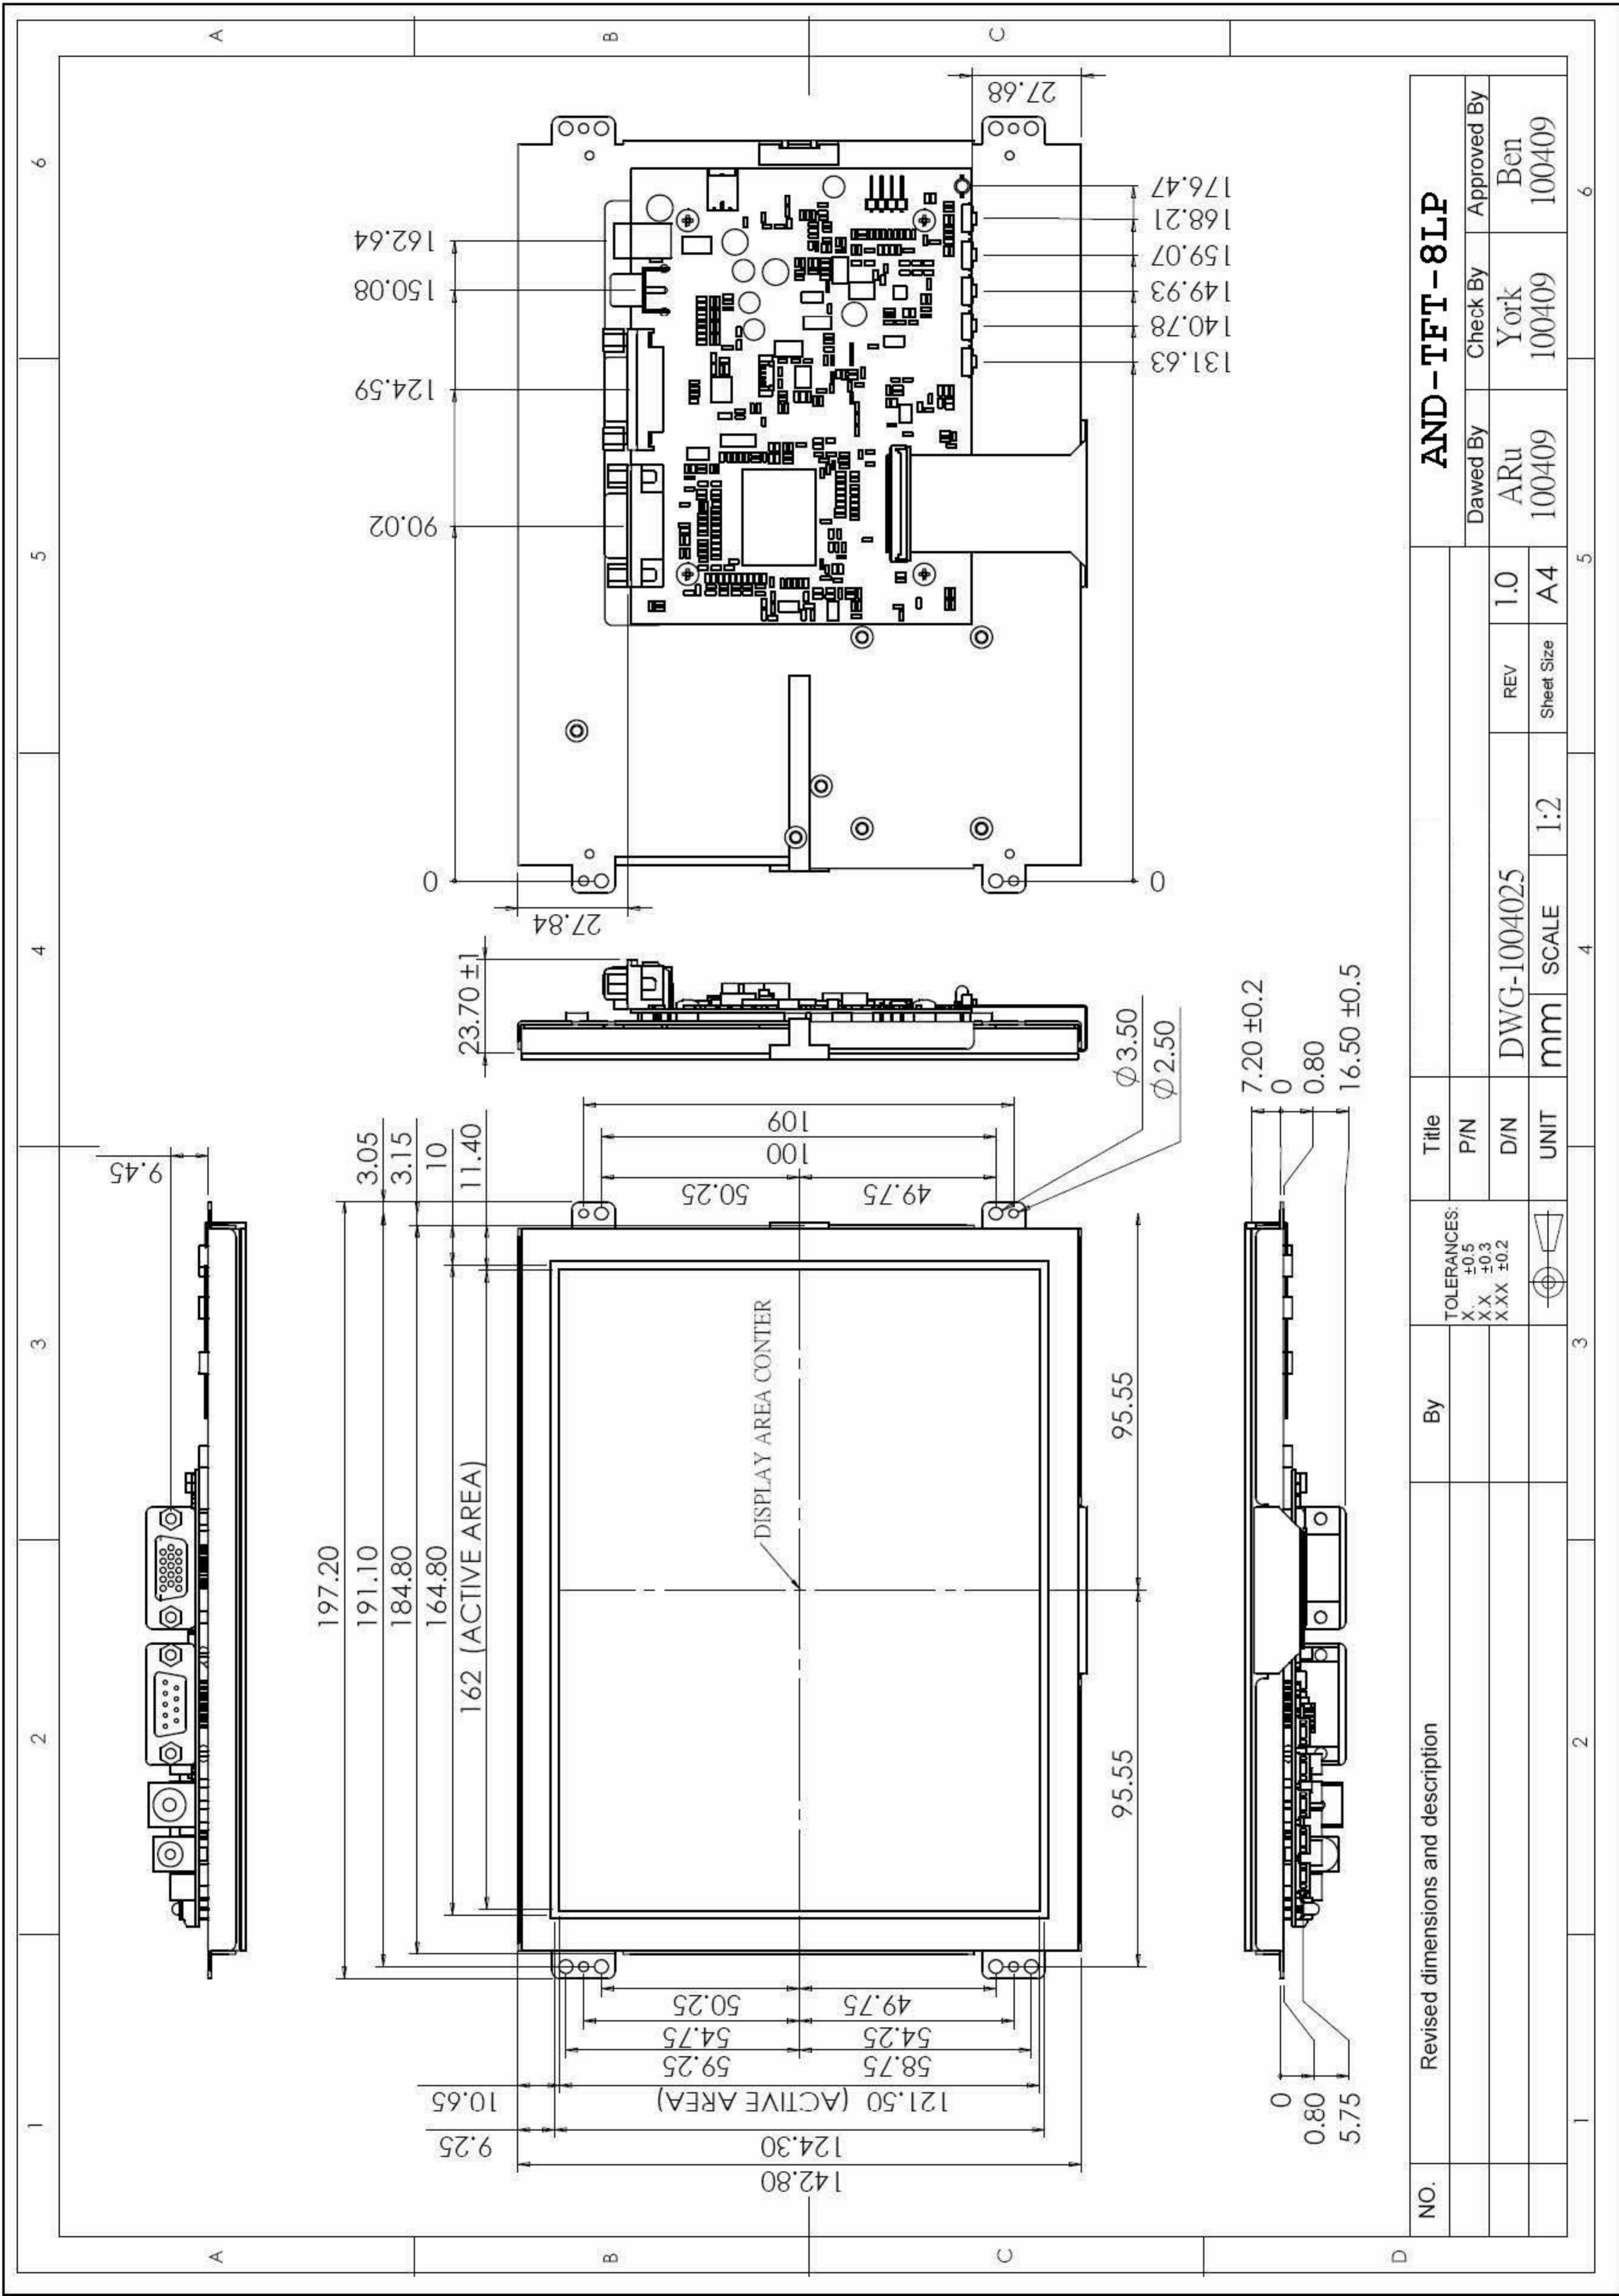 1
2
3
4
5
6
A
B
C
9.45
197.20
191.10
184.80
164.80
162 (ACTIVE AREA)
3.05
3.15
10
11.40
DISPLAY AREA CONTER
142.80
124.30
121.50 (ACTIVE AREA)
9.25
10.65
59.25
58.75
54.75
54.25
50.25
49.75
50.25
49.75
100
109
95.55
95.55
Ø3.50
Ø2.50
23.70 ±1
27.84
0
90.02
124.59
150.08
162.64
0
131.63
140.78
149.93
159.07
168.21
176.47
27.68
0
0.80
5.75
7.20 ±0.2
0
0.80
16.50 ±0.5
A
B
C
D
NO.
Revised dimensions and description
By
TOLERANCES:
X. ±0.5
X.X ±0.3
X.XX ±0.2
Title
P/N
D/N DWG-1004025
UNIT mm SCALE 1:2
REV 1.0
Sheet Size A4
AND-TFT-8LP
Dawed By Check By Approved By
ARu York Ben
100409 100409 100409
1
2
3
4
5
6